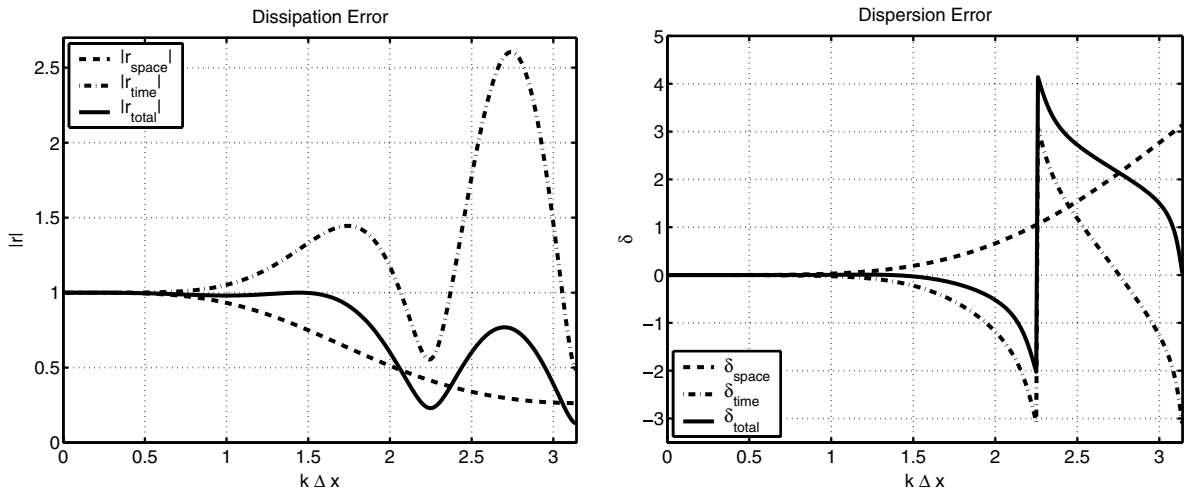 Dissipation Error
|r_space|
|r_time|
|r_total|
2.5
2
1.5
1
0.5
0
|r|
0 0.5 1 1.5 2 2.5 3
k Δ x
Dispersion Error
5
4
3
2
1
0
−1
−2
−3
δ
δ_space
δ_time
δ_total
0 0.5 1 1.5 2 2.5 3
k Δ x